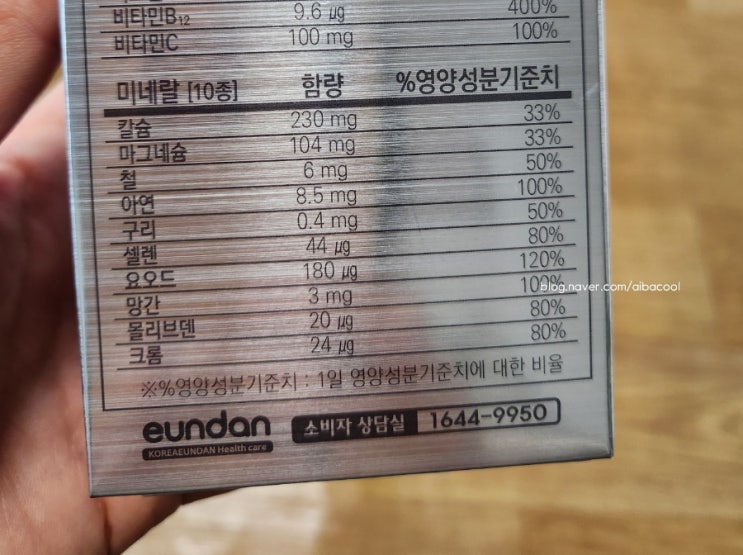 비타민B₁₂ 9.6 ㎍ 400%
비타민C 100 mg 100%
미네랄 [10종] 함량 %영양성분기준치
칼슘 230 mg 33%
마그네슘 104 mg 33%
철 6 mg 50%
아연 8.5 mg 100%
구리 0.4 mg 50%
셀렌 44 ㎍ 80%
요오드 180 ㎍ 120%
망간 3 mg 100%
몰리브덴 20 ㎍ 80%
크롬 24 ㎍ 80%
blog.naver.com/aibacool
※%영양성분기준치 : 1일 영양성분기준치에 대한 비율
eundan 소비자 상담실 1644-9950
KOREAEUNDAN Health care